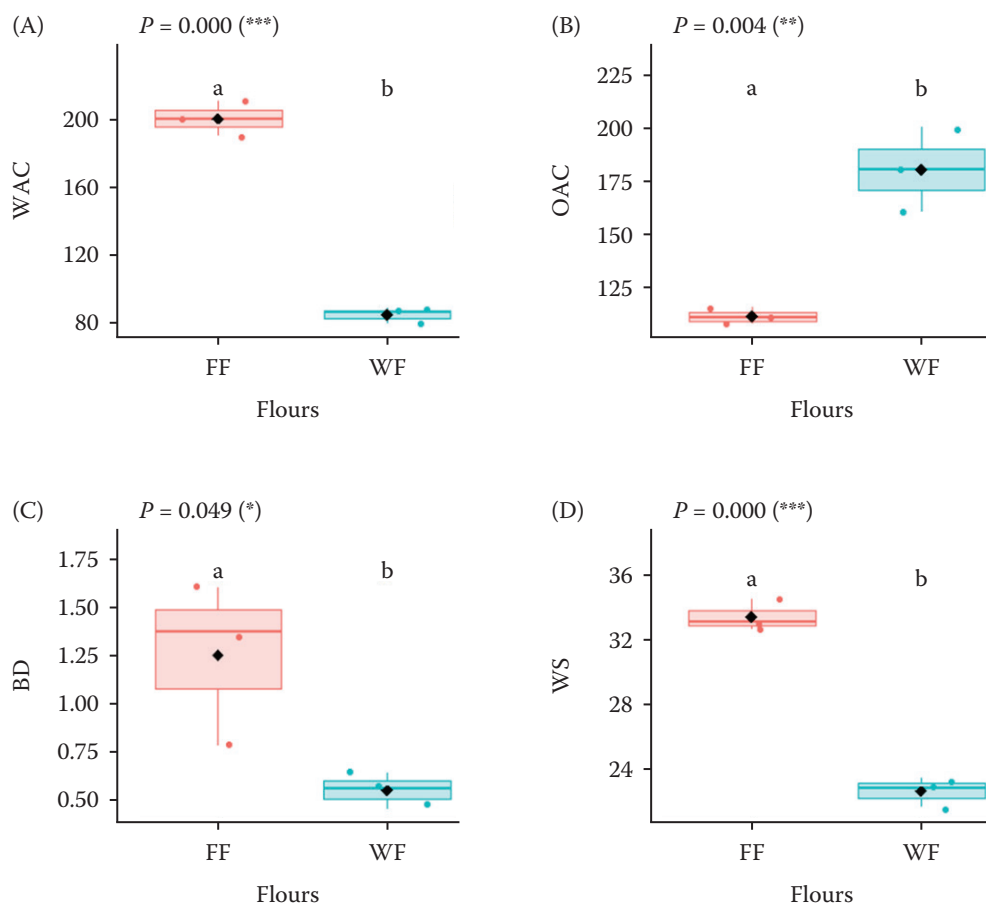 (A)
P = 0.000 (***)
a
b
200
160
120
80
WAC
FF
WF
Flours
(B)
P = 0.004 (**)
a
b
225
200
175
150
125
OAC
FF
WF
Flours
(C)
P = 0.049 (*)
a
b
1.75
1.50
1.25
1.00
0.75
0.50
BD
FF
WF
Flours
(D)
P = 0.000 (***)
a
b
36
32
28
24
WS
FF
WF
Flours